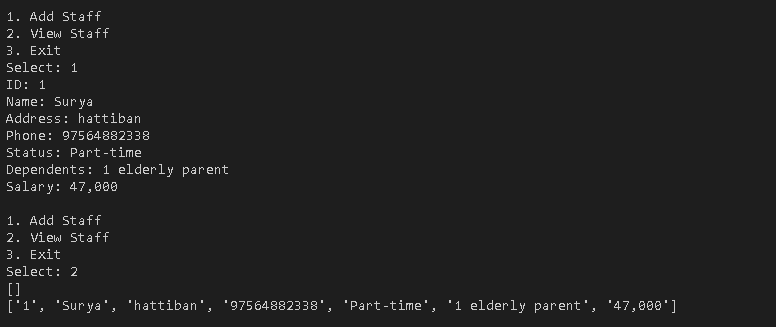 1. Add Staff
2. View Staff
3. Exit
Select: 1
ID: 1
Name: Surya
Address: hattiban
Phone: 97564882338
Status: Part-time
Dependents: 1 elderly parent
Salary: 47,000
1. Add Staff
2. View Staff
3. Exit
Select: 2
[]
['1', 'Surya', 'hattiban', '97564882338', 'Part-time', '1 elderly parent', '47,000']